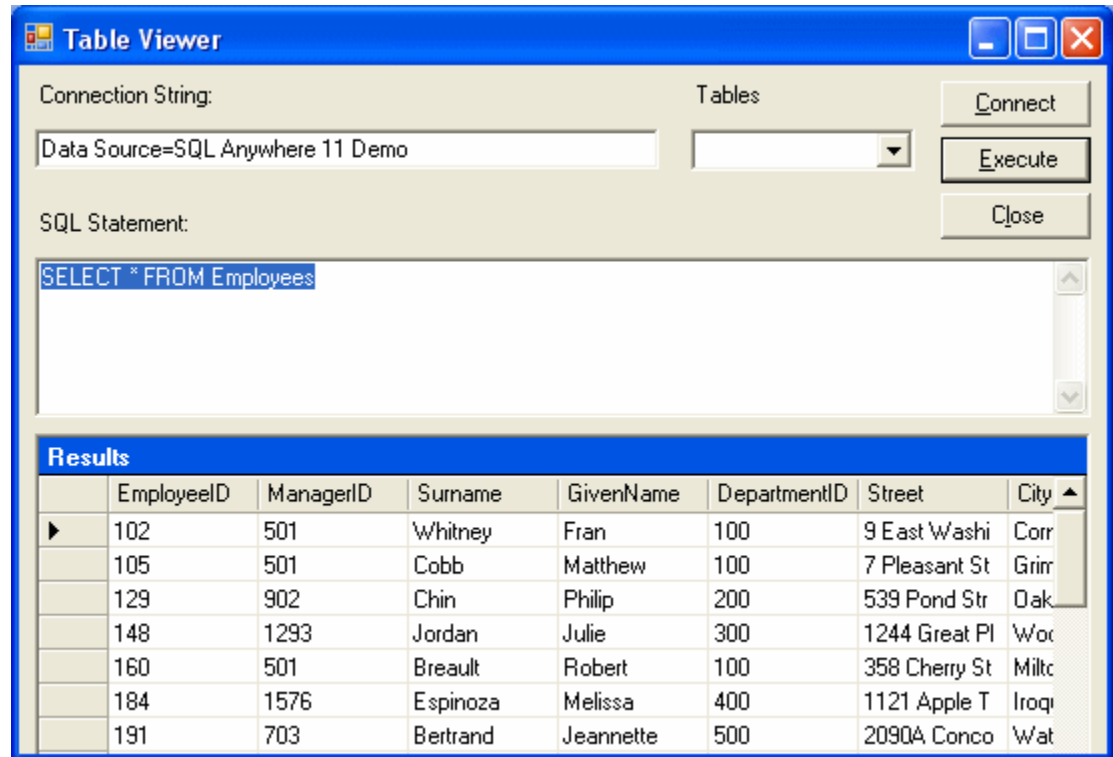 Table Viewer
Connection String:
Tables
Connect
Data Source=SQL Anywhere 11 Demo
Execute
SQL Statement:
Close
SELECT * FROM Employees
Results
EmployeeID ManagerID Surname GivenName DepartmentID Street City
102 501 Whitney Fran 100 9 East Washi Corr
105 501 Cobb Matthew 100 7 Pleasant St
129 902 Chin Philip 200 539 Pond Str Oak
148 1293 Jordan Julie 300 1244 Great Pl
160 501 Breault Robert 100 358 Cherry St
184 1576 Espinoza Melissa 400 1121 Apple T
191 703 Bertrand Jeannette 500 2090A Conco Wat